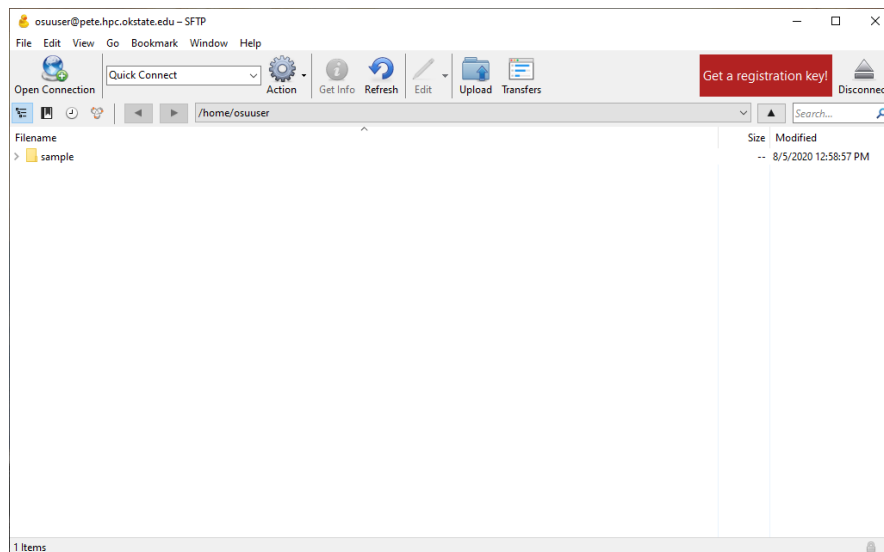 osuuser@pete.hpc.okstate.edu – SFTP
File Edit View Go Bookmark Window Help
Open Connection
Quick Connect
Action
Get Info
Refresh
Edit
Upload
Transfers
Get a registration key!
Disconnec
/home/osuuser
Search...
Filename Size Modified
sample -- 8/5/2020 12:58:57 PM
1 Items